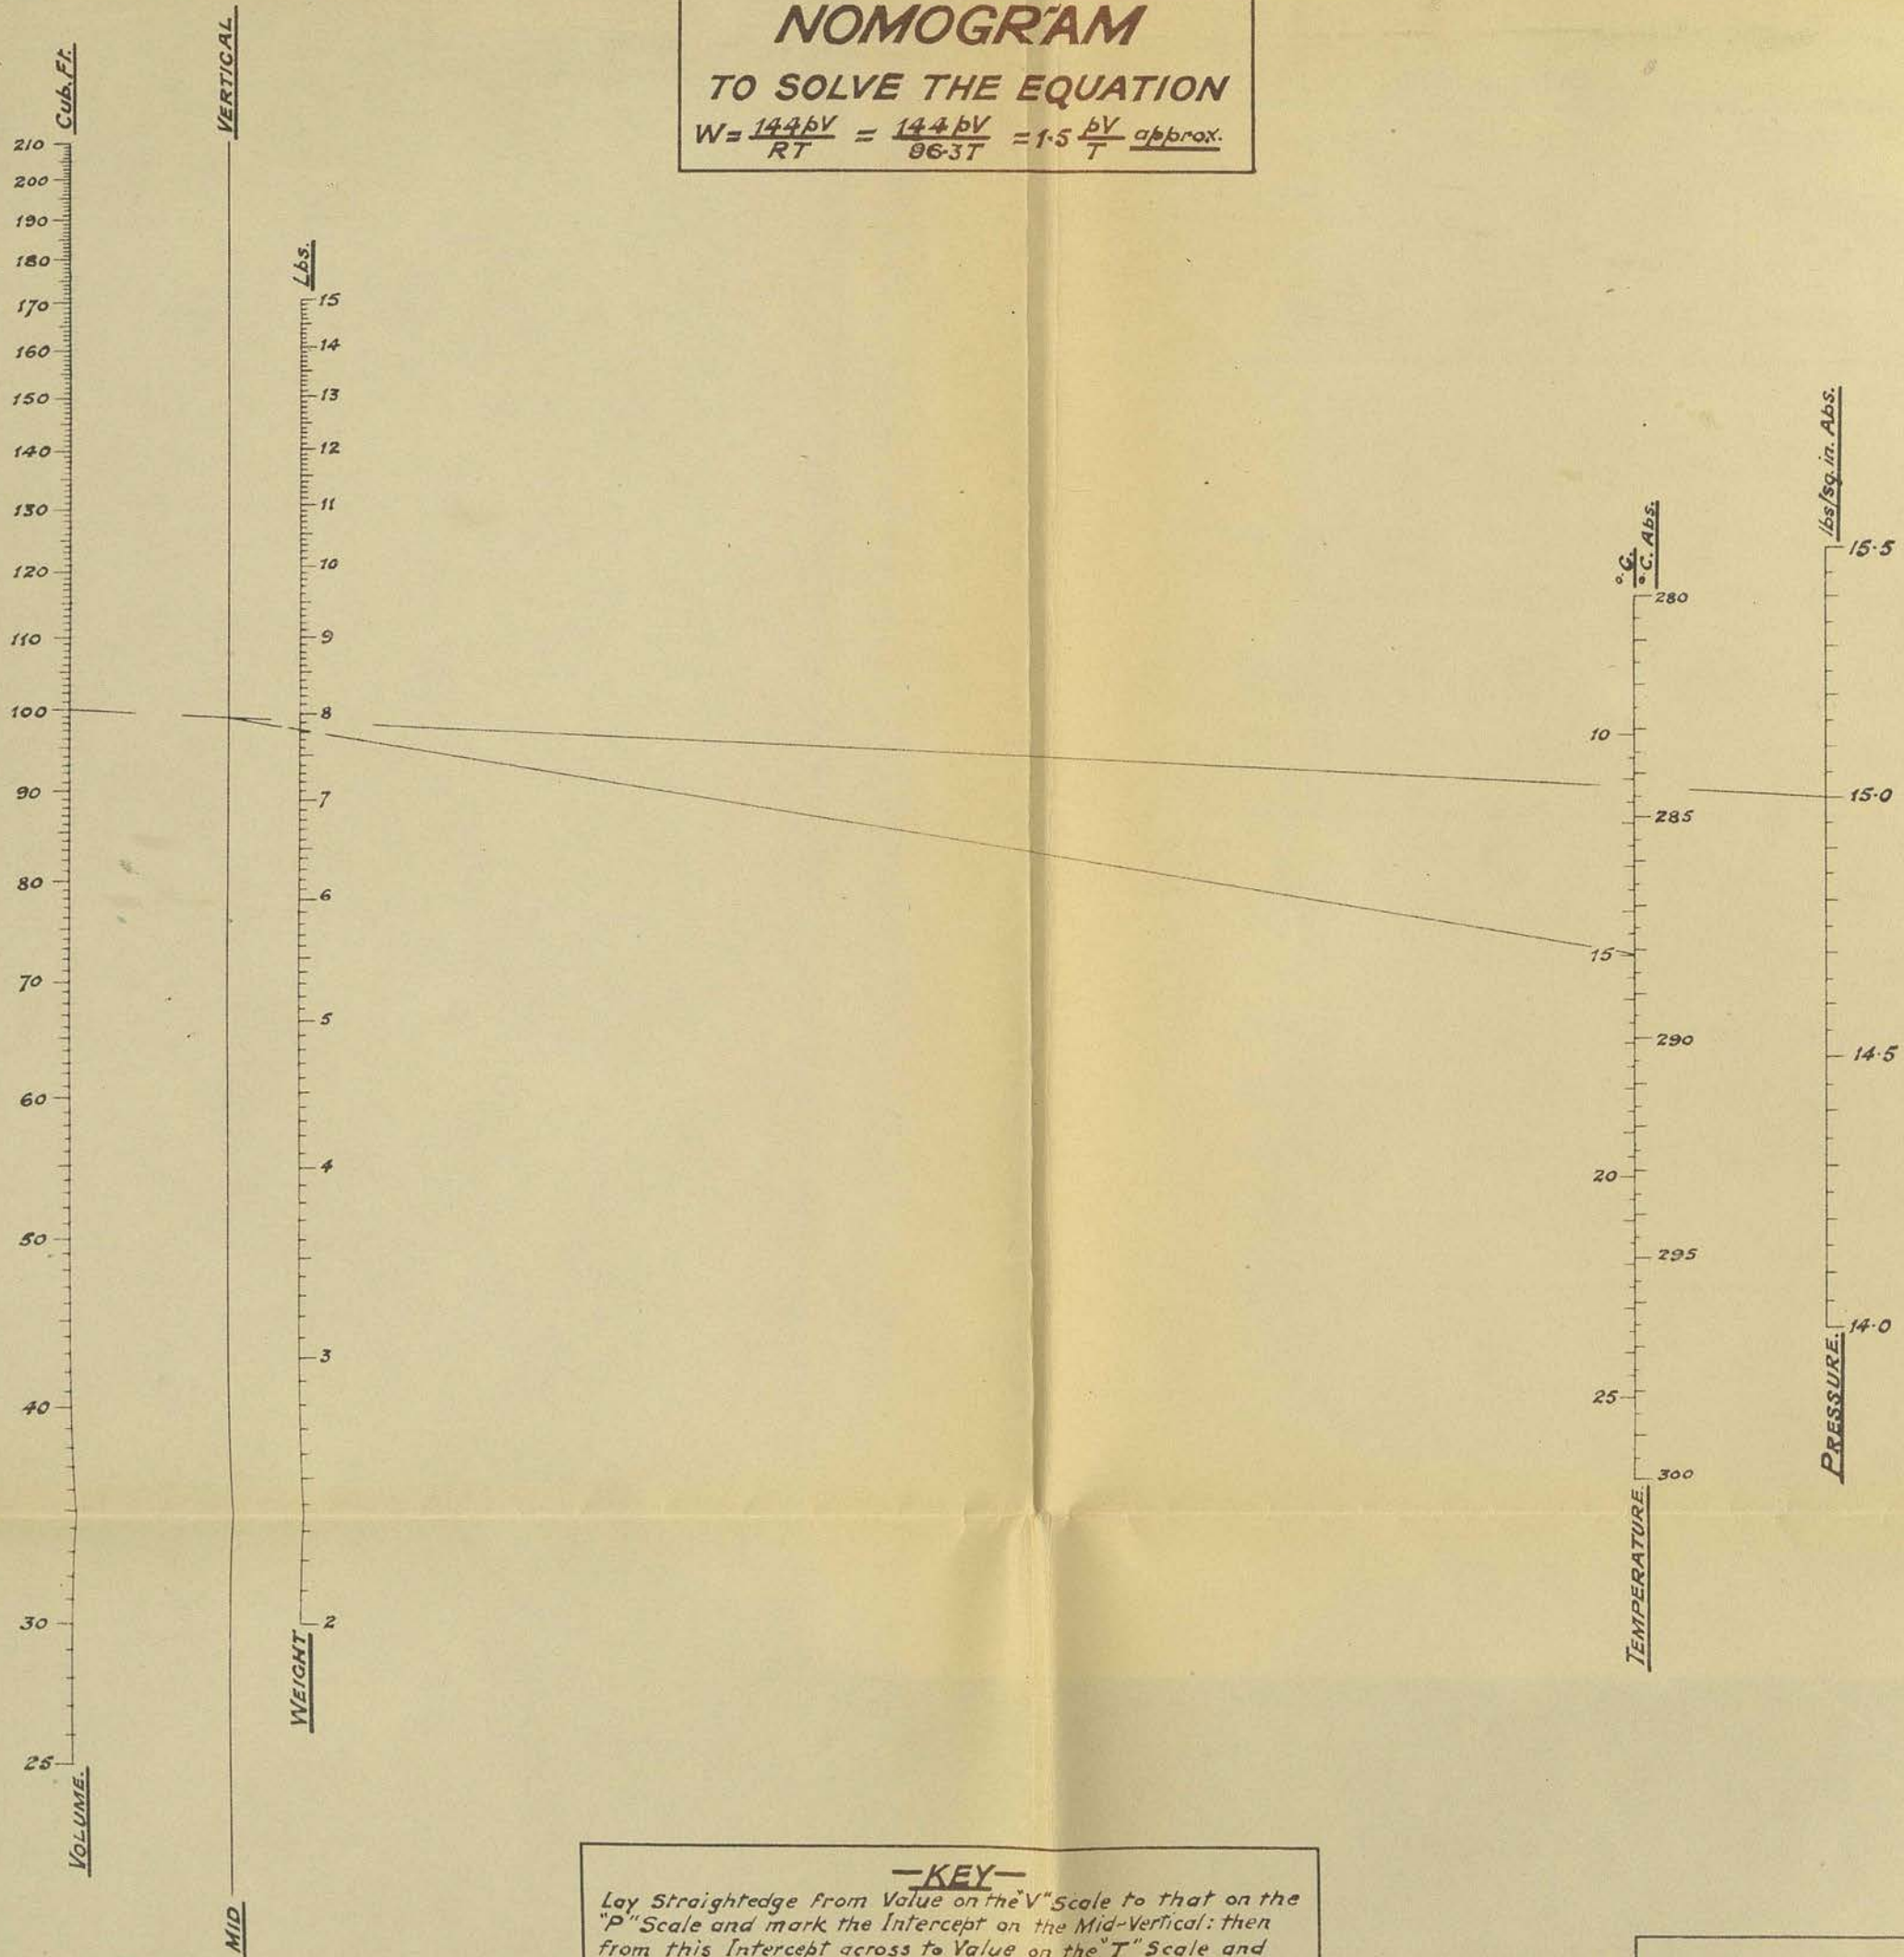 NOMOGRAM
TO SOLVE THE EQUATION
W = 144pV/RT = 144pV/96·3T = 1·5 pV/T approx.
Cub. Ft.
210
200
190
180
170
160
150
140
130
120
110
100
90
80
70
60
50
40
30
25
VOLUME.
VERTICAL
MID
Lbs.
15
14
13
12
11
10
9
8
7
6
5
4
3
2
WEIGHT
°C.
10
15
20
25
°C. Abs.
280
285
290
295
300
TEMPERATURE.
lbs/sq.in. Abs.
15·5
15·0
14·5
14·0
PRESSURE.
—KEY—
Lay Straightedge from Value on the "V" Scale to that on the
"P" Scale and mark the Intercept on the Mid-Vertical: then
from this Intercept across to Value on the "T" Scale and